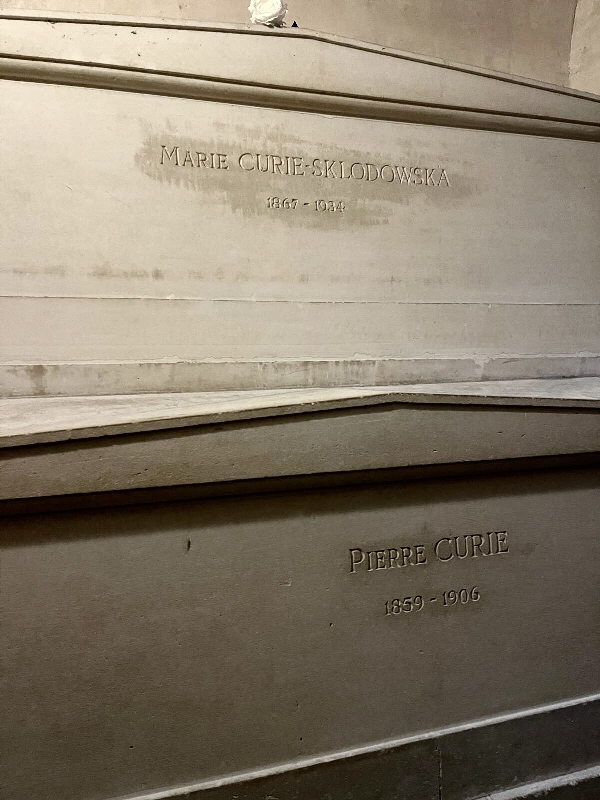 Marie CURIE-SKLODOWSKA
1867 - 1934
Pierre CURIE
1859 - 1906